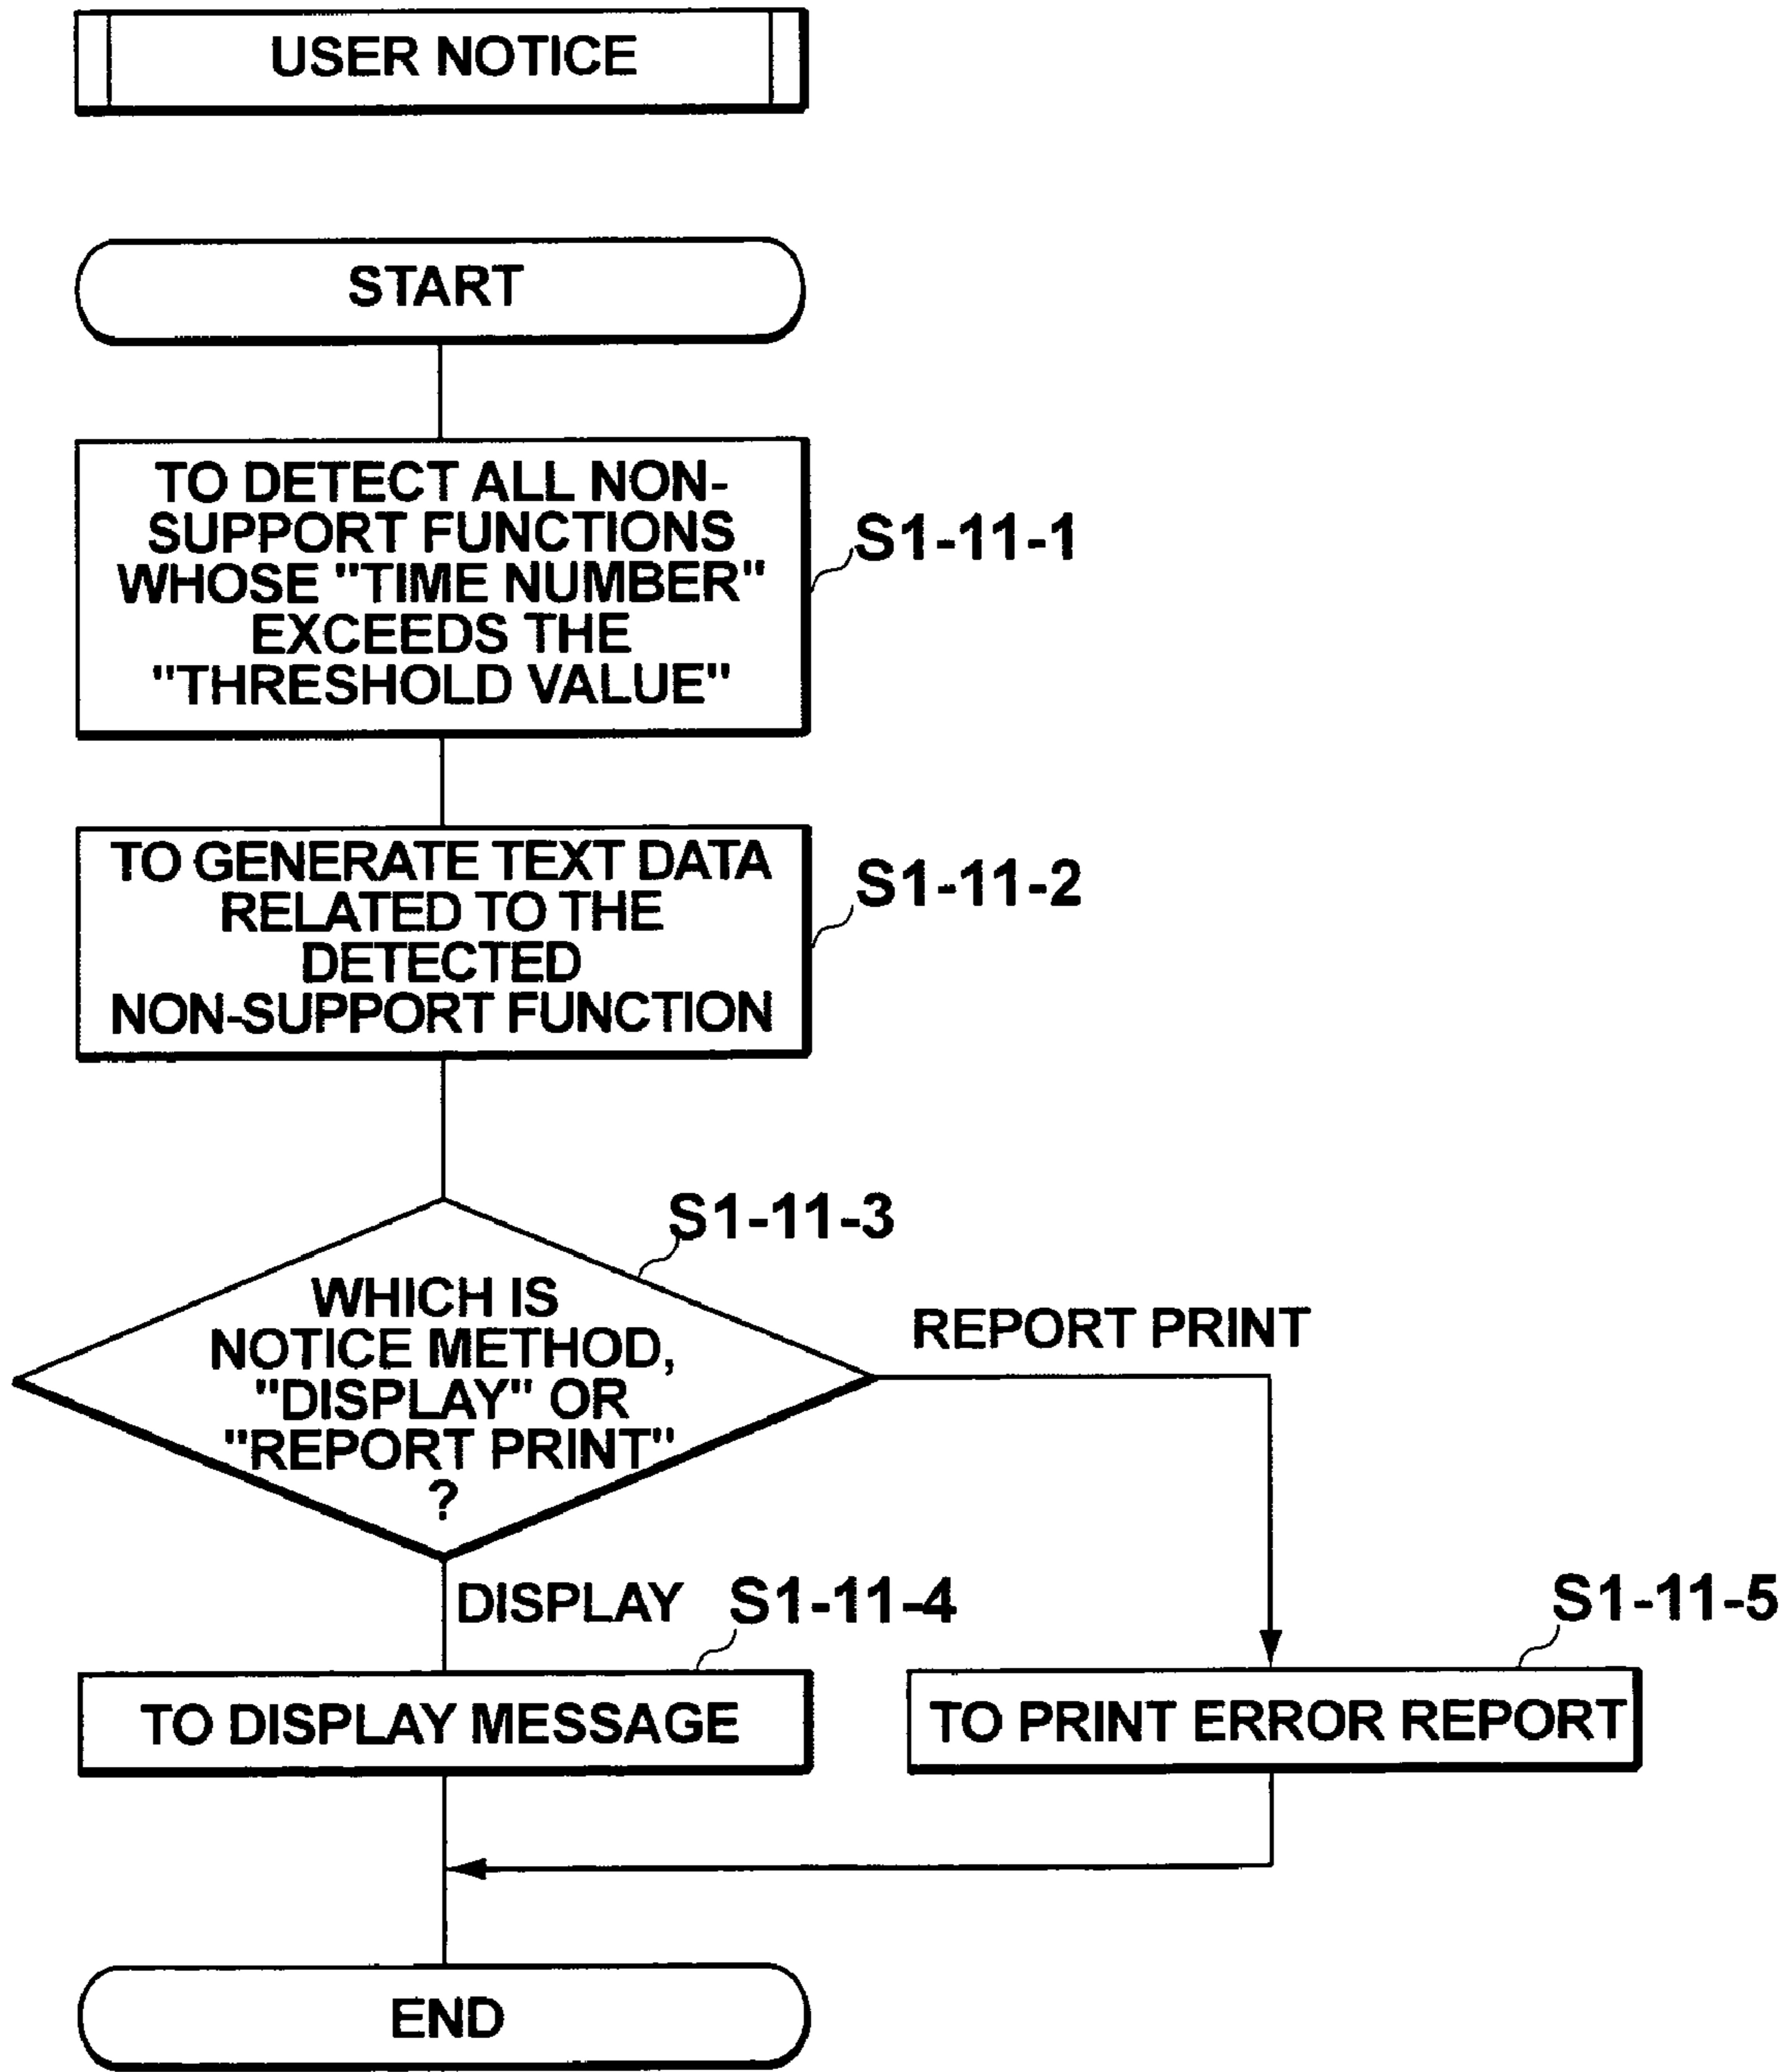 USER NOTICE
START
TO DETECT ALL NON-
SUPPORT FUNCTIONS
WHOSE "TIME NUMBER"
EXCEEDS THE
"THRESHOLD VALUE"
S1-11-1
TO GENERATE TEXT DATA
RELATED TO THE
DETECTED
NON-SUPPORT FUNCTION
S1-11-2
S1-11-3
WHICH IS
NOTICE METHOD,
"DISPLAY" OR
"REPORT PRINT"
?
REPORT PRINT
DISPLAY
S1-11-4
TO DISPLAY MESSAGE
S1-11-5
TO PRINT ERROR REPORT
END